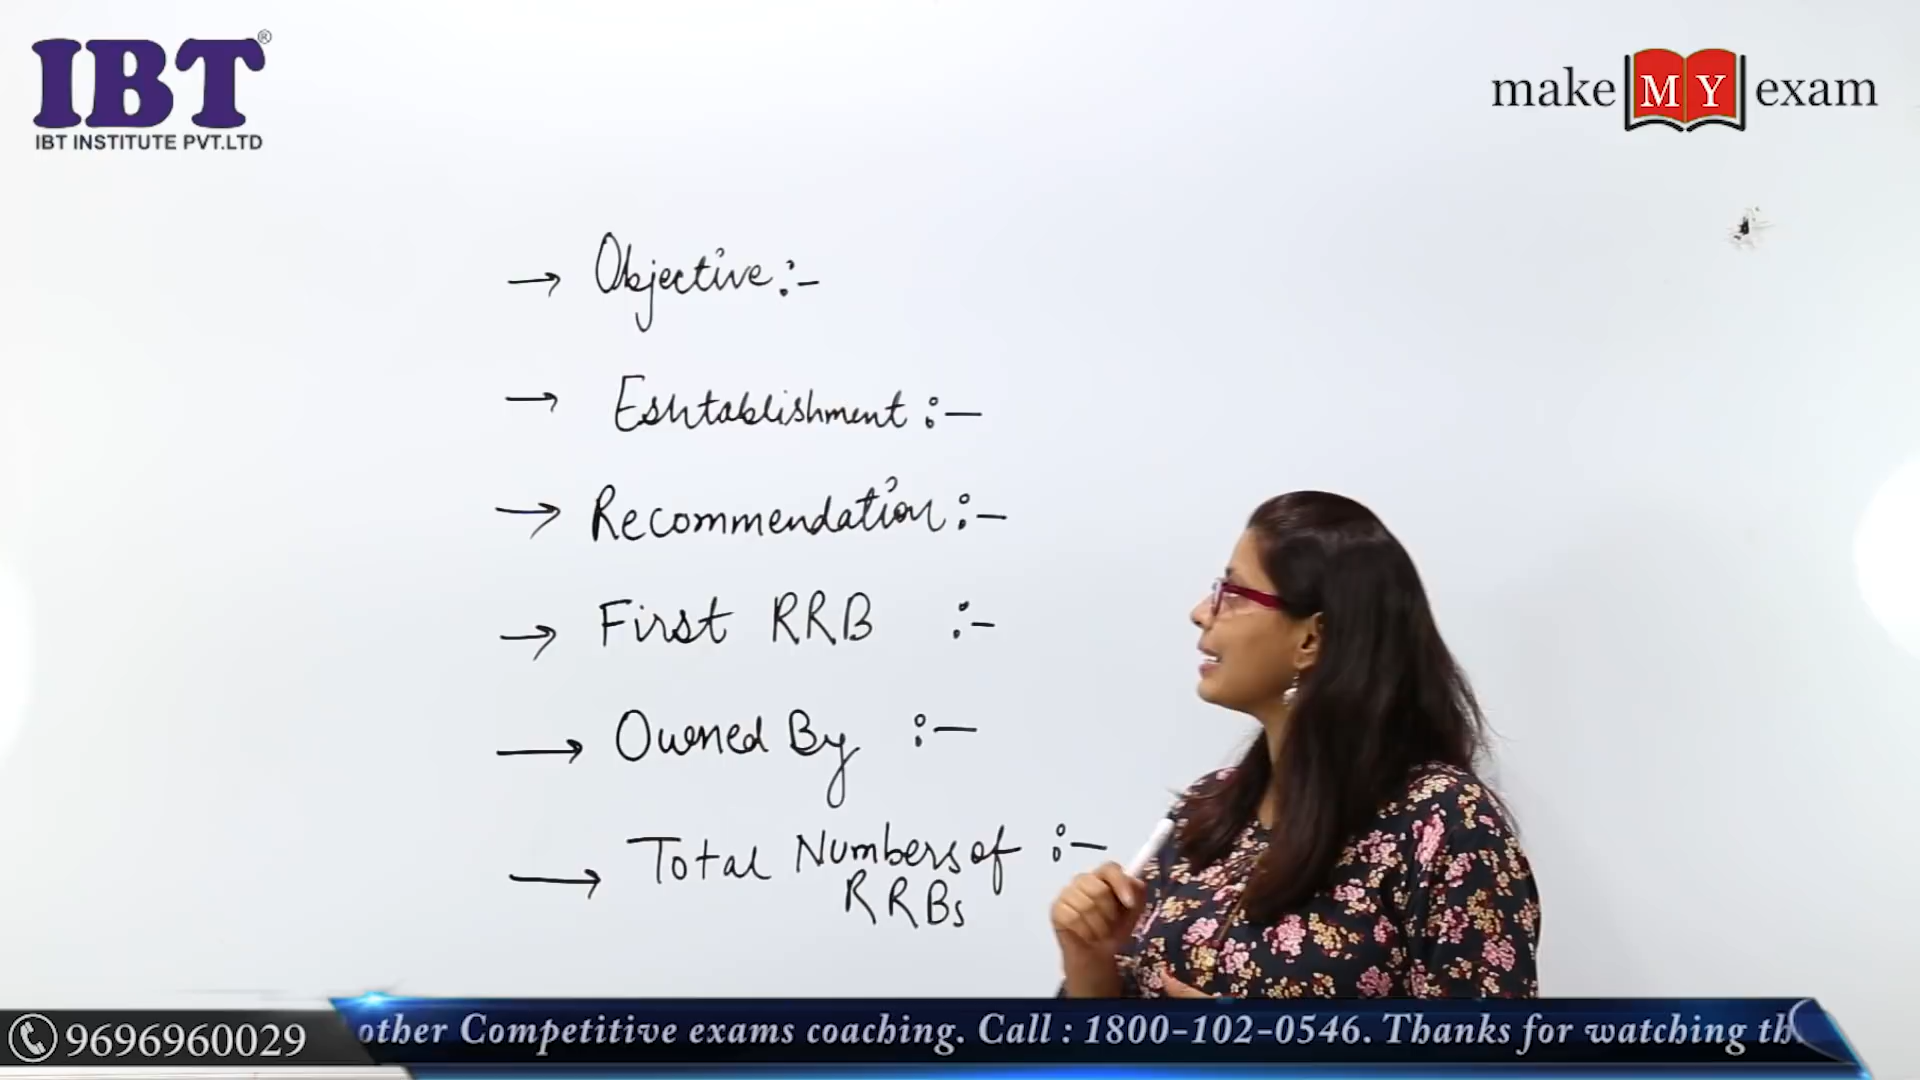 IBT®
IBT INSTITUTE PVT.LTD
make MY exam
→ Objective :-
→ Eshtablishment :-
→ Recommendation :-
→ First RRB :-
→ Owned By :-
→ Total Numbers of :-
RRBs
9696960029
other Competitive exams coaching. Call : 1800-102-0546. Thanks for watching th